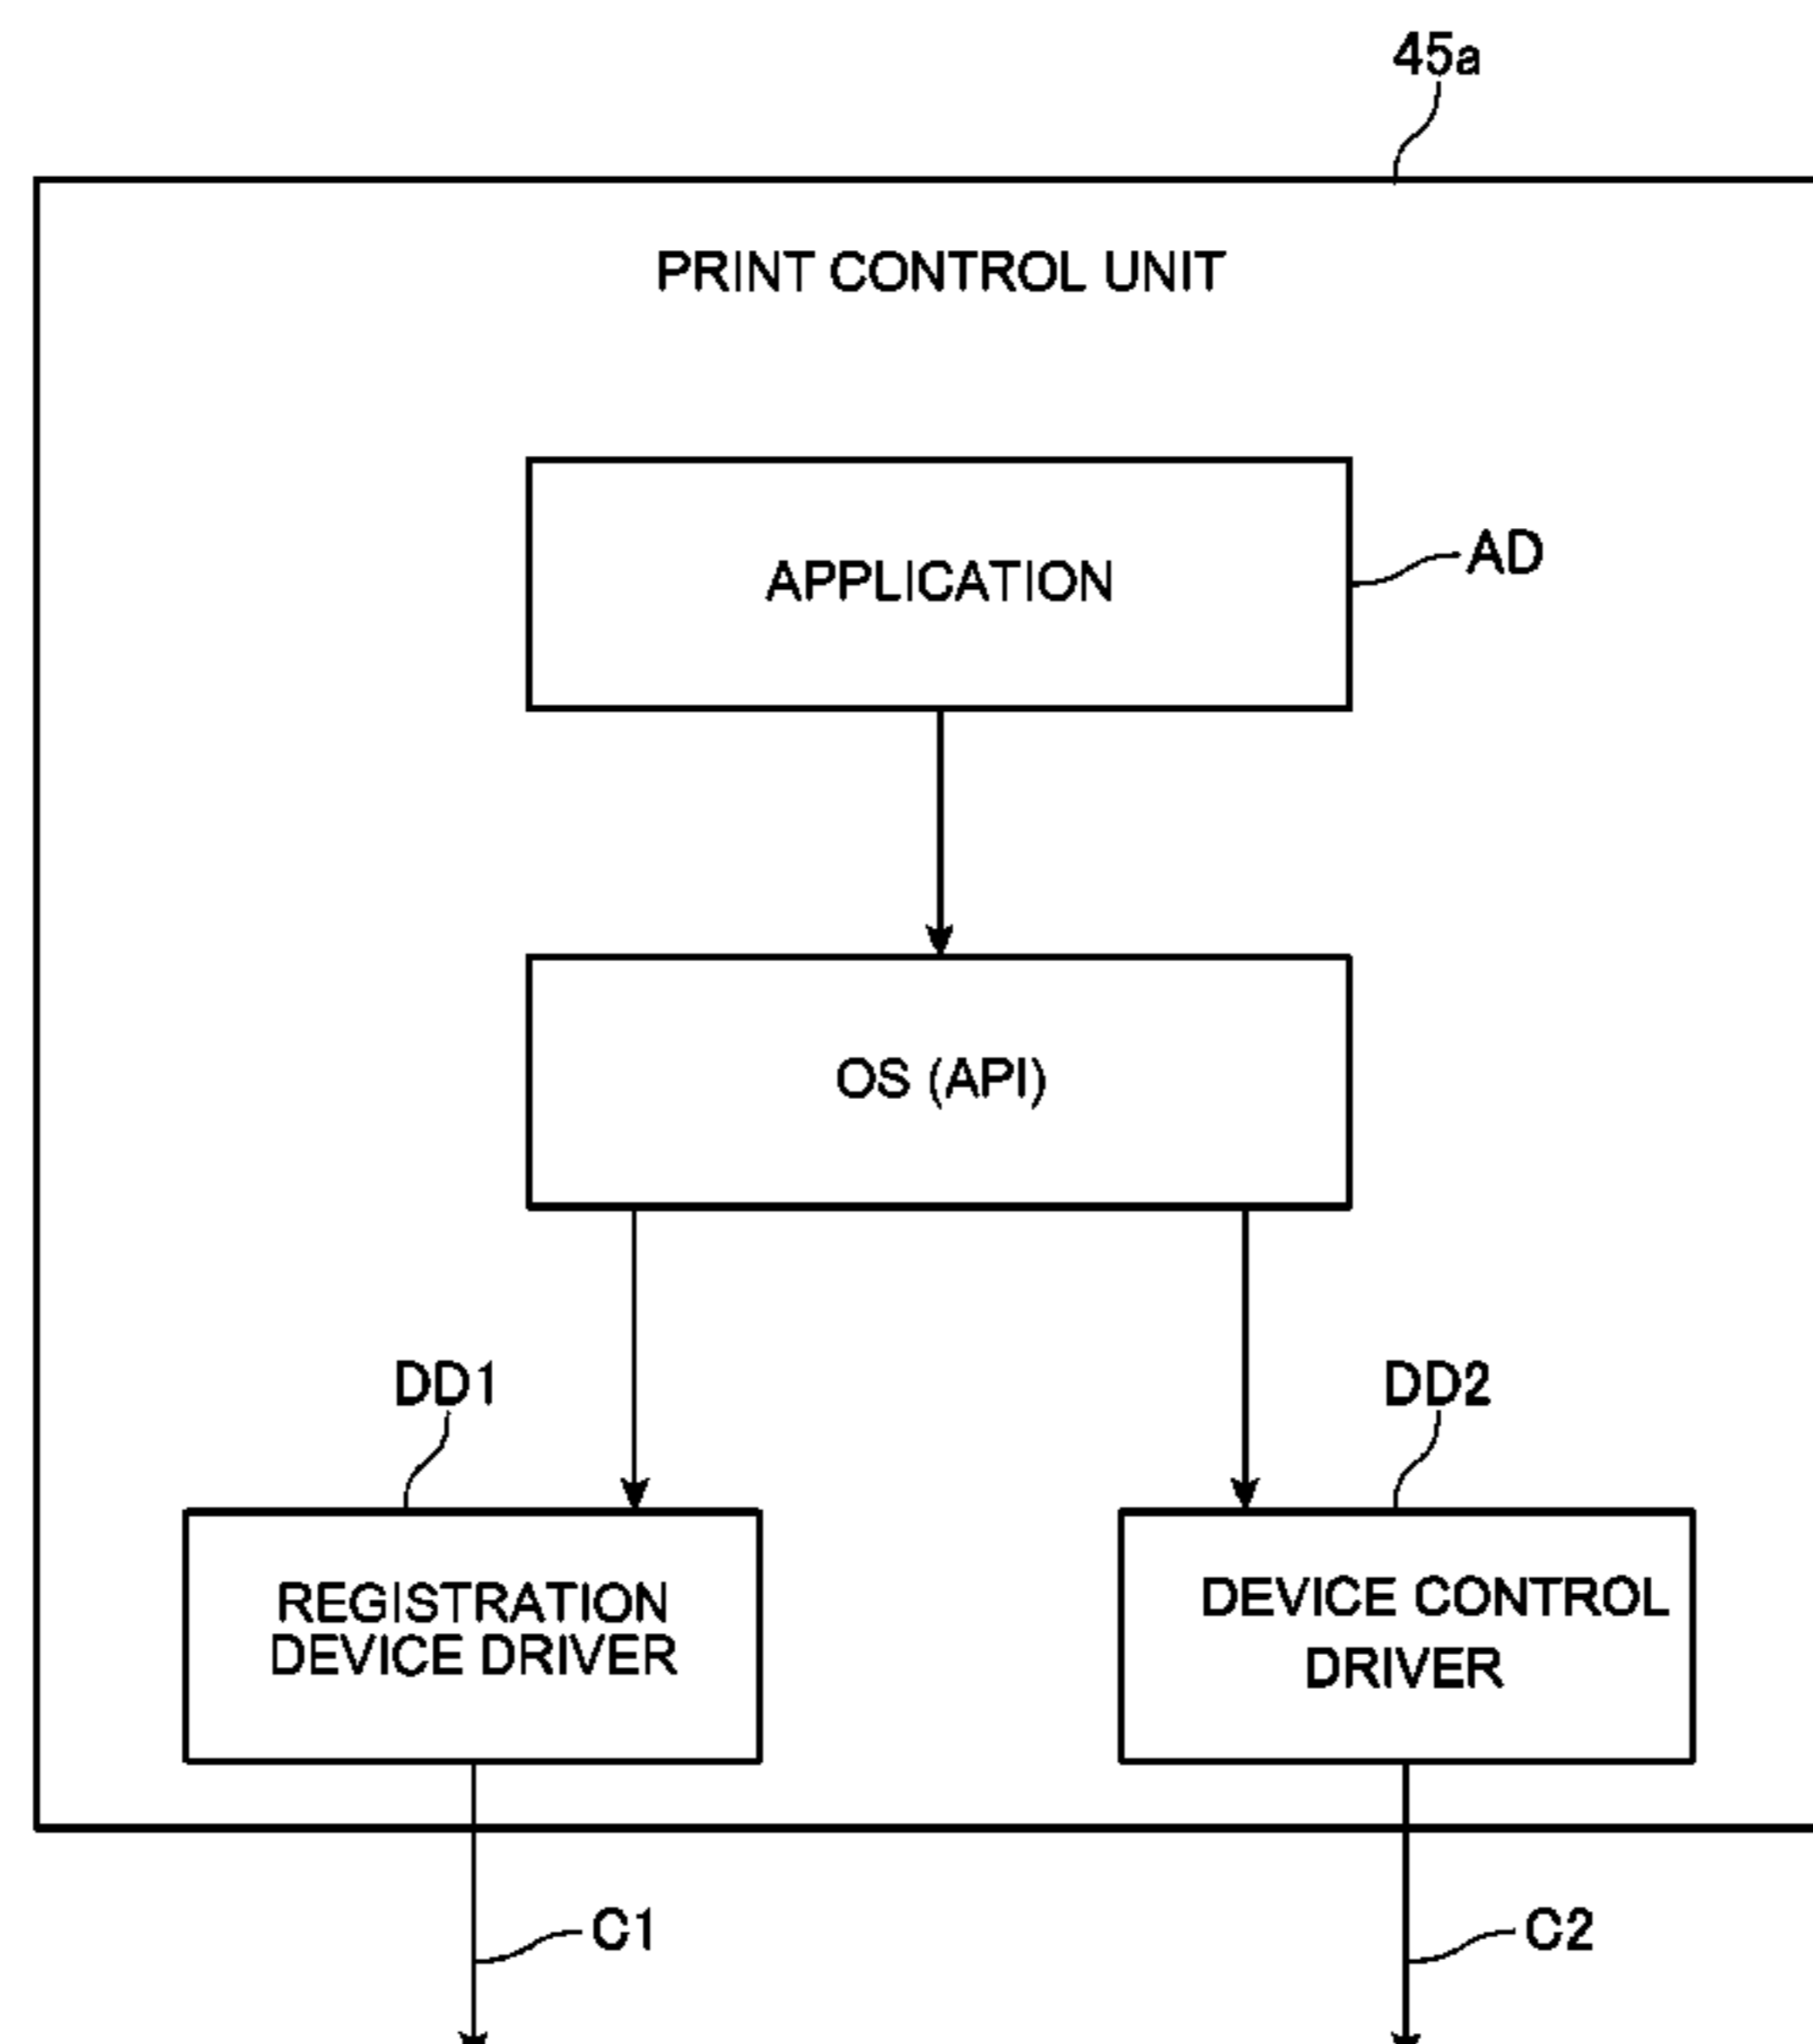 45a
PRINT CONTROL UNIT
APPLICATION
AD
OS (API)
DD1
DD2
REGISTRATION
DEVICE DRIVER
DEVICE CONTROL
DRIVER
C1
C2